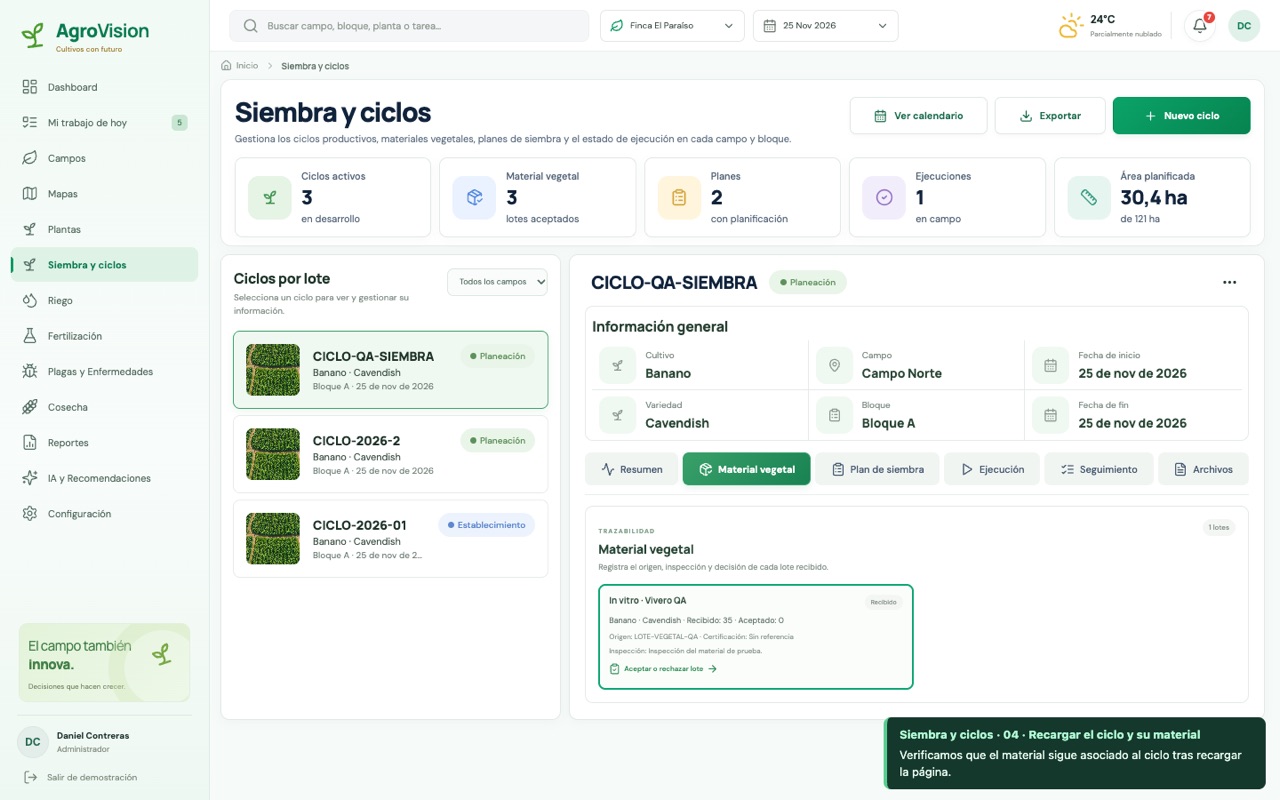 AgroVision
Cultivos con futuro
Dashboard
Mi trabajo de hoy
5
Campos
Mapas
Plantas
Siembra y ciclos
Riego
Fertilización
Plagas y Enfermedades
Cosecha
Reportes
IA y Recomendaciones
Configuración
El campo también
innova.
Decisiones que hacen crecer.
DC
Daniel Contreras
Administrador
Salir de demostración
Buscar campo, bloque, planta o tarea...
Finca El Paraíso
25 Nov 2026
24°C
Parcialmente nublado
7
DC
Inicio
Siembra y ciclos
Siembra y ciclos
Gestiona los ciclos productivos, materiales vegetales, planes de siembra y el estado de ejecución en cada campo y bloque.
Ver calendario
Exportar
Nuevo ciclo
Ciclos activos
3
en desarrollo
Material vegetal
3
lotes aceptados
Planes
2
con planificación
Ejecuciones
1
en campo
Área planificada
30,4 ha
de 121 ha
Ciclos por lote
Selecciona un ciclo para ver y gestionar su
información.
Todos los campos
CICLO-QA-SIEMBRA
Planeación
Banano · Cavendish
Bloque A · 25 de nov de 2026
CICLO-2026-2
Planeación
Banano · Cavendish
Bloque A · 25 de nov de 2026
CICLO-2026-01
Establecimiento
Banano · Cavendish
Bloque A · 25 de nov de 2...
CICLO-QA-SIEMBRA
Planeación
Información general
Cultivo
Banano
Campo
Campo Norte
Fecha de inicio
25 de nov de 2026
Variedad
Cavendish
Bloque
Bloque A
Fecha de fin
25 de nov de 2026
Resumen
Material vegetal
Plan de siembra
Ejecución
Seguimiento
Archivos
TRAZABILIDAD
1 lotes
Material vegetal
Registra el origen, inspección y decisión de cada lote recibido.
In vitro · Vivero QA
Recibido
Banano · Cavendish · Recibido: 35 · Aceptado: 0
Origen: LOTE-VEGETAL-QA · Certificación: Sin referencia
Inspección: Inspección del material de prueba.
Aceptar o rechazar lote
Siembra y ciclos · 04 · Recargar el ciclo y su material
Verificamos que el material sigue asociado al ciclo tras recargar
la página.